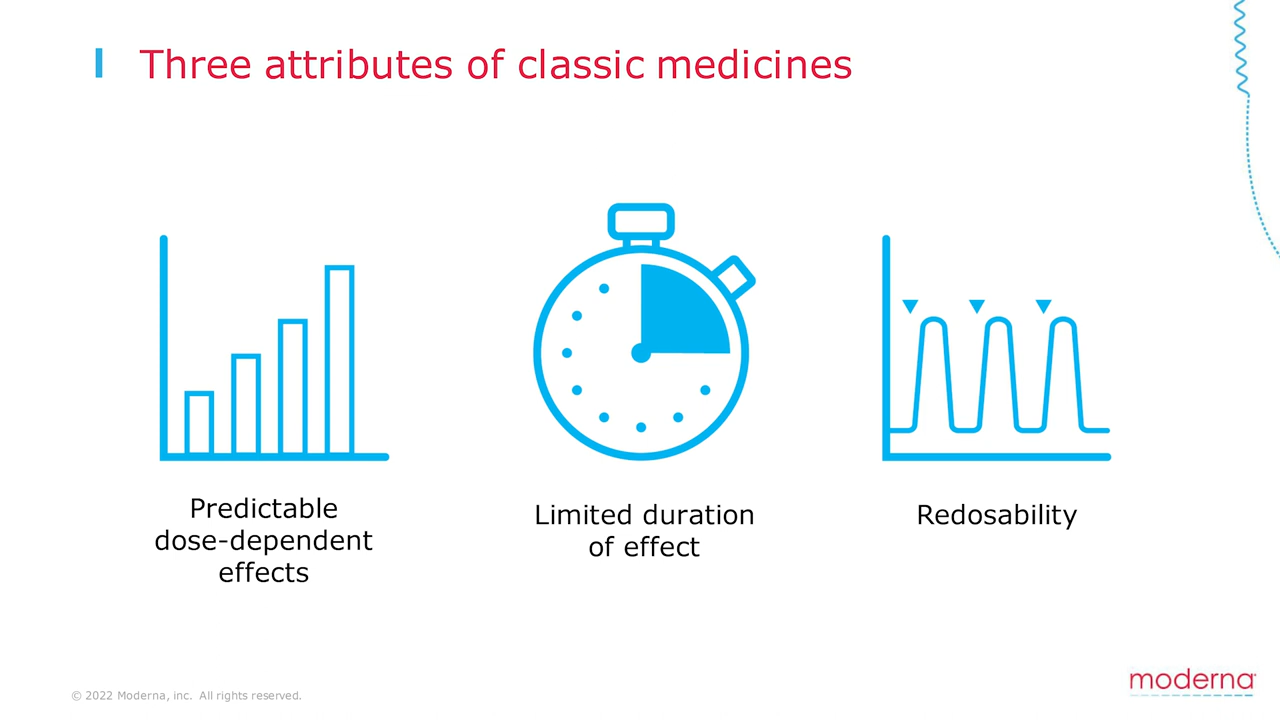 Three attributes of classic medicines
Predictable
dose-dependent
effects
Limited duration
of effect
Redosability
© 2022 Moderna, inc. All rights reserved.
moderna